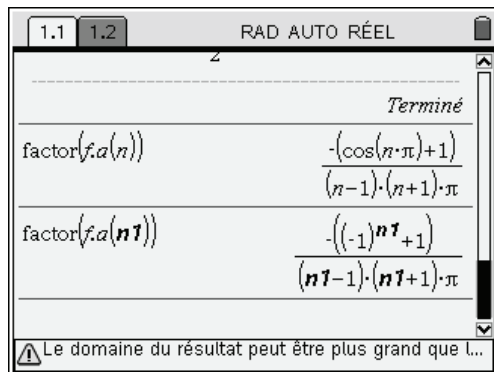 1.1 1.2 RAD AUTO RÉEL
2
Terminé
factor(f.a(n)) -(cos(n·π)+1)
(n−1)·(n+1)·π
factor(f.a(n1)) -((-1)^n1+1)
(n1−1)·(n1+1)·π
Le domaine du résultat peut être plus grand que l...